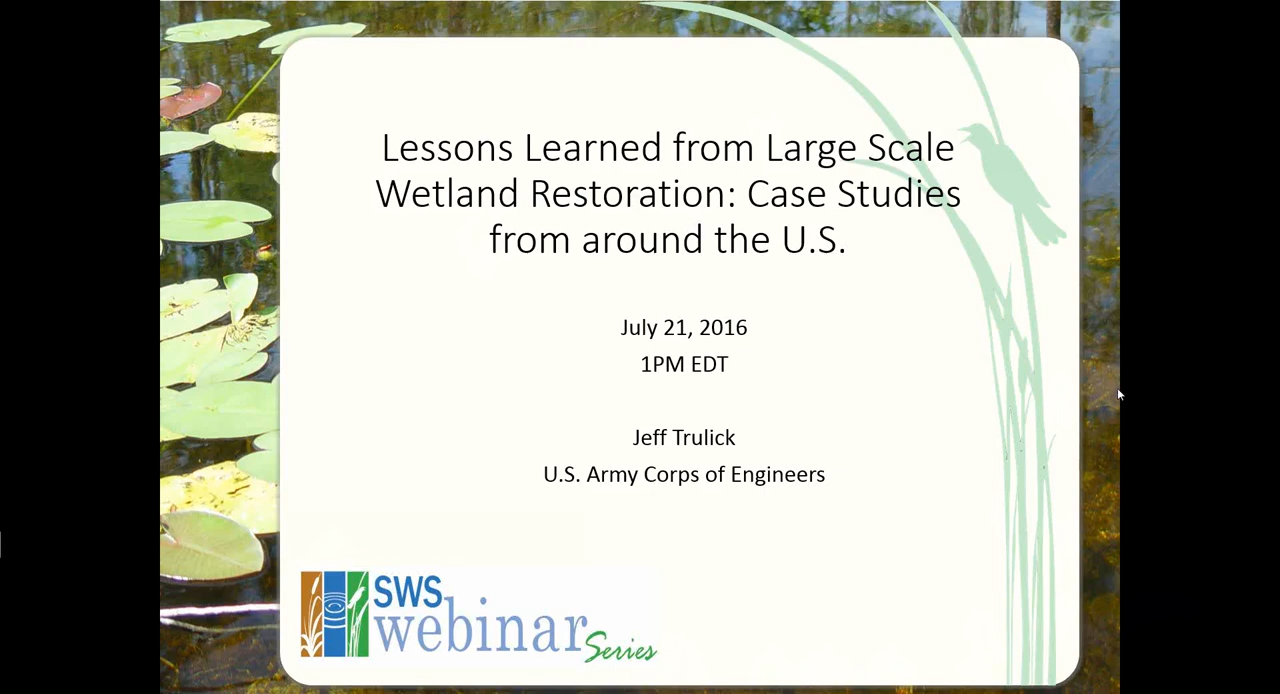 Lessons Learned from Large Scale
Wetland Restoration: Case Studies
from around the U.S.
July 21, 2016
1PM EDT
Jeff Trulick
U.S. Army Corps of Engineers
SWS
webinar
Series